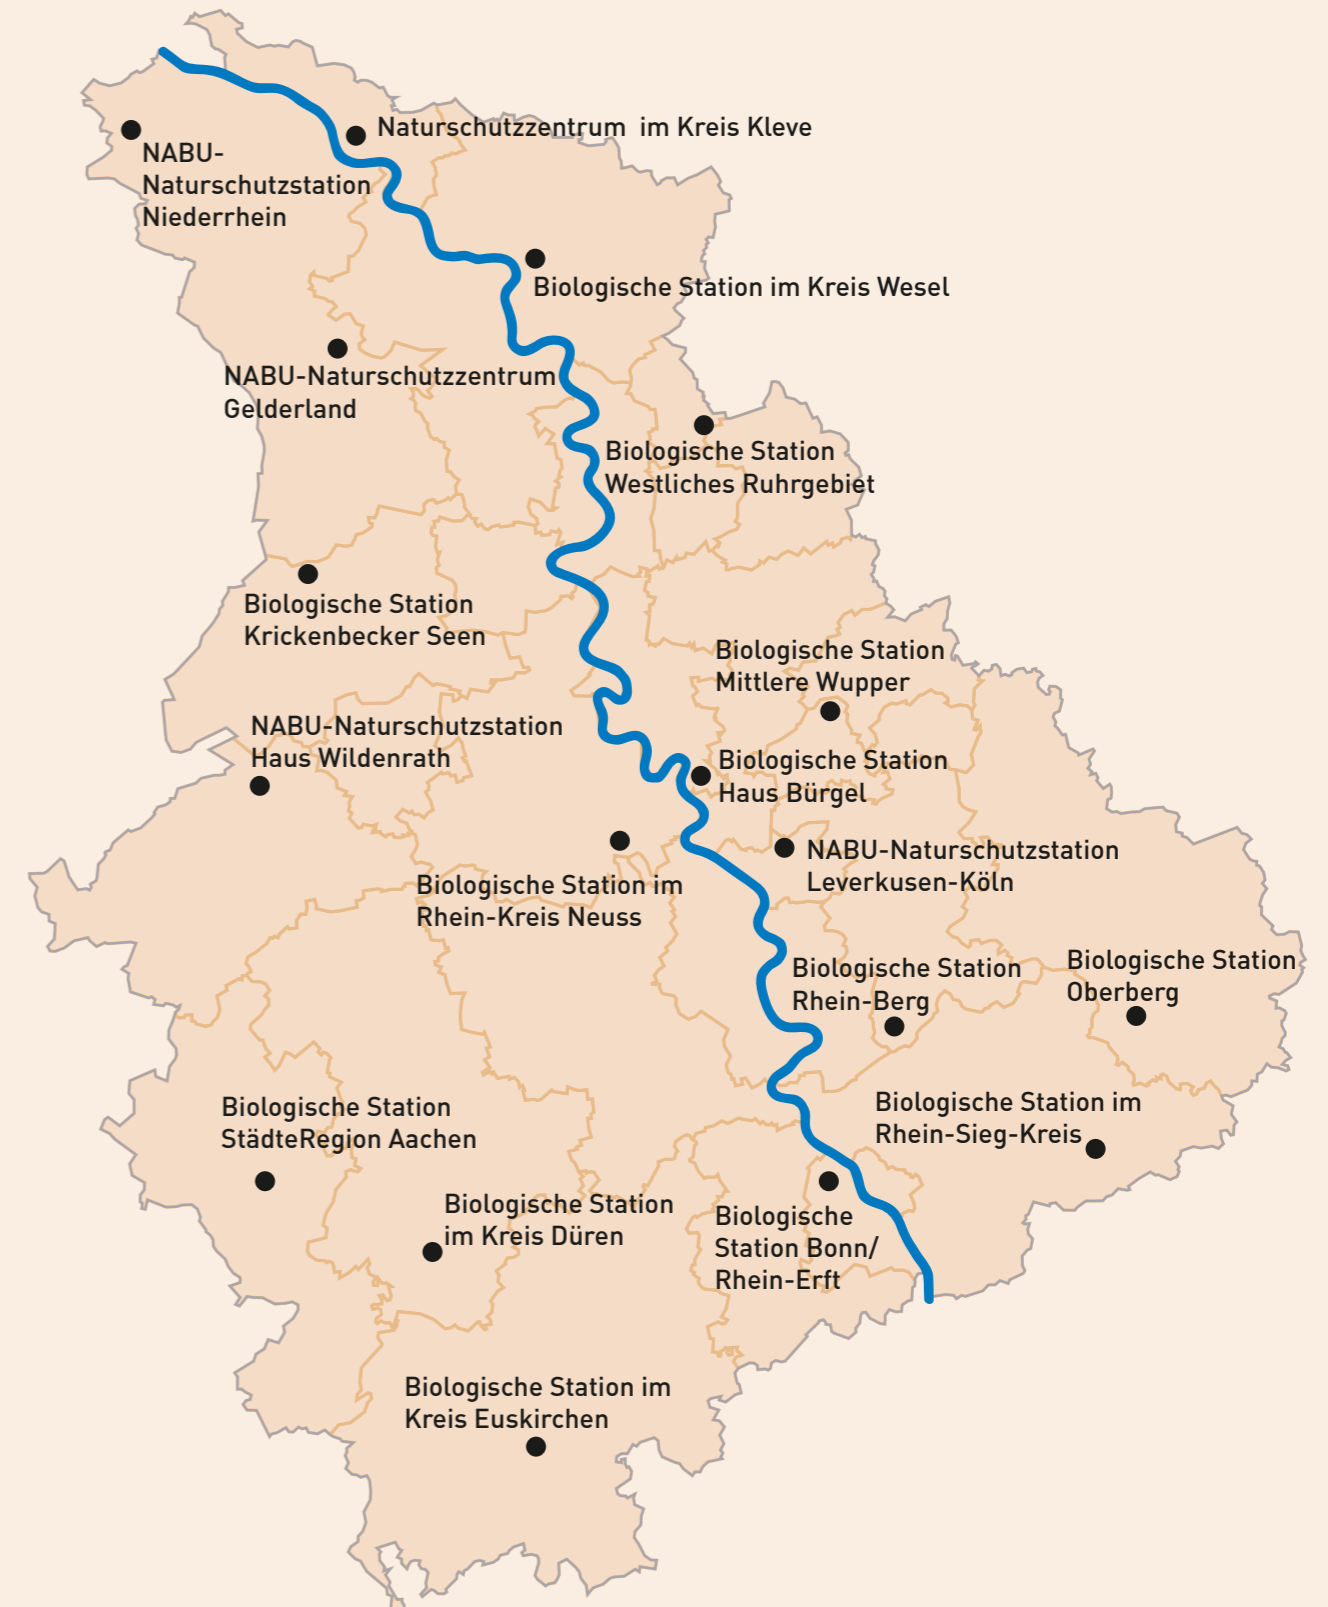 Naturschutzzentrum im Kreis Kleve
NABU-
Naturschutzstation
Niederrhein
Biologische Station im Kreis Wesel
NABU-Naturschutzzentrum
Gelderland
Biologische Station
Westliches Ruhrgebiet
Biologische Station
Krickenbecker Seen
Biologische Station
Mittlere Wupper
NABU-Naturschutzstation
Haus Wildenrath
Biologische Station
Haus Bürgel
NABU-Naturschutzstation
Leverkusen-Köln
Biologische Station im
Rhein-Kreis Neuss
Biologische Station
Rhein-Berg
Biologische Station
Oberberg
Biologische Station
StädteRegion Aachen
Biologische Station im
Rhein-Sieg-Kreis
Biologische Station
im Kreis Düren
Biologische
Station Bonn/
Rhein-Erft
Biologische Station im
Kreis Euskirchen